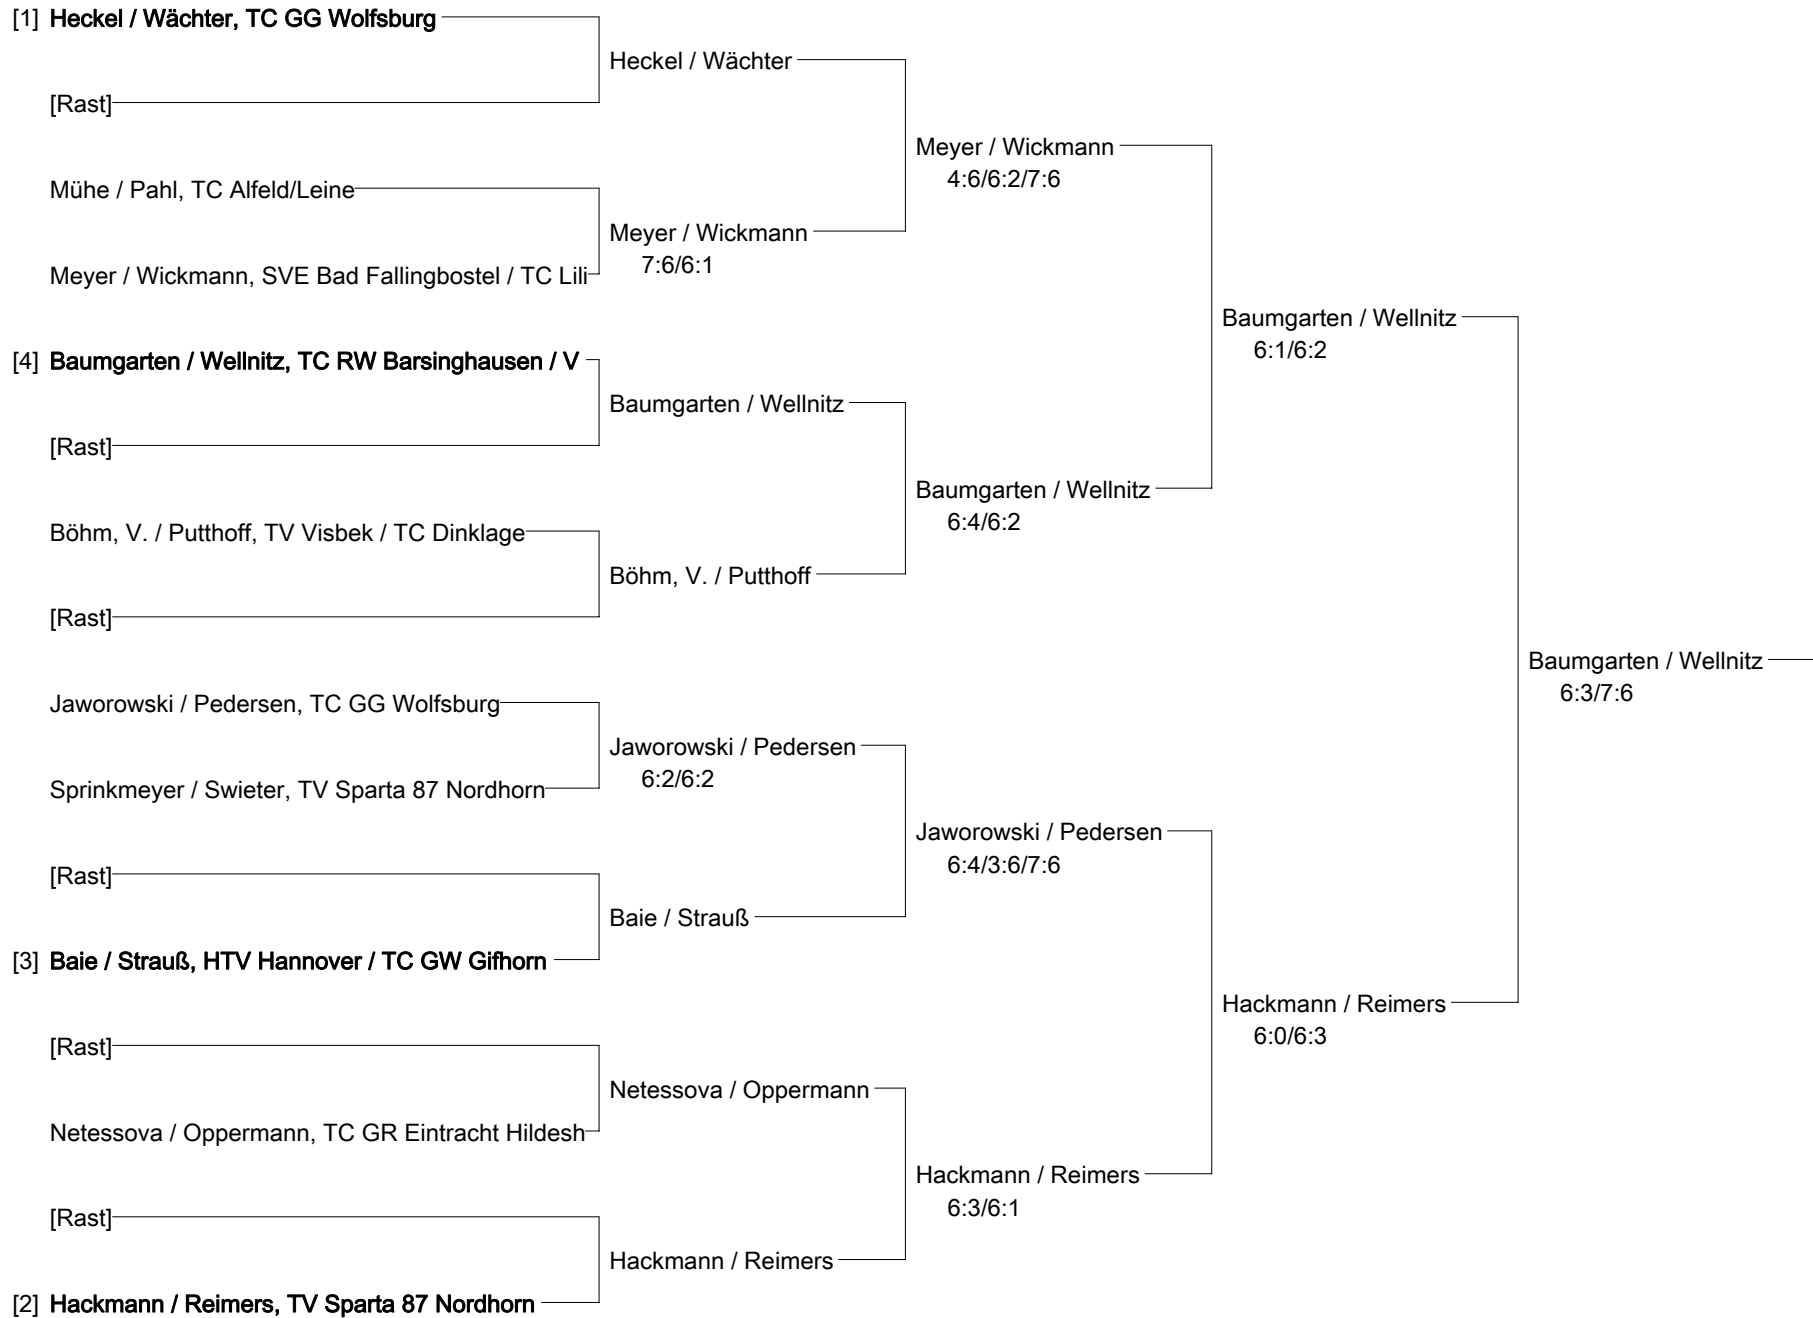 [1] Heckel / Wächter, TC GG Wolfsburg
Heckel / Wächter
[Rast]
Meyer / Wickmann
4:6/6:2/7:6
Mühe / Pahl, TC Alfeld/Leine
Meyer / Wickmann
7:6/6:1
Meyer / Wickmann, SVE Bad Fallingbostel / TC Lili
Baumgarten / Wellnitz
6:1/6:2
[4] Baumgarten / Wellnitz, TC RW Barsinghausen / V
Baumgarten / Wellnitz
[Rast]
Baumgarten / Wellnitz
6:4/6:2
Böhm, V. / Putthoff, TV Visbek / TC Dinklage
Böhm, V. / Putthoff
[Rast]
Baumgarten / Wellnitz
6:3/7:6
Jaworowski / Pedersen, TC GG Wolfsburg
Jaworowski / Pedersen
6:2/6:2
Sprinkmeyer / Swieter, TV Sparta 87 Nordhorn
Jaworowski / Pedersen
6:4/3:6/7:6
[Rast]
Baie / Strauß
[3] Baie / Strauß, HTV Hannover / TC GW Gifhorn
Hackmann / Reimers
6:0/6:3
[Rast]
Netessova / Oppermann
Netessova / Oppermann, TC GR Eintracht Hildesh
Hackmann / Reimers
6:3/6:1
[Rast]
Hackmann / Reimers
[2] Hackmann / Reimers, TV Sparta 87 Nordhorn